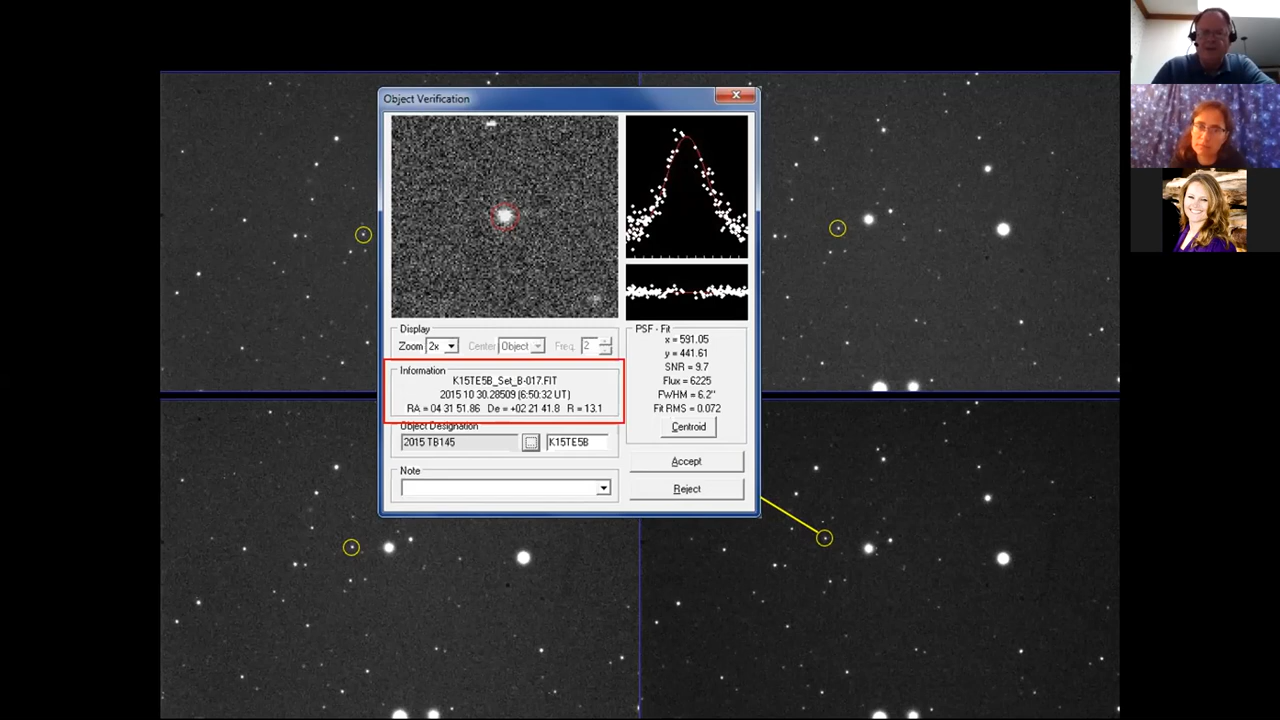 Object Verification
X
Display
Zoom 2x Center Object Freq. 2
Information
K15TE5B_Set_B-017.FIT
2015 10 30.28509 (6:50:32 UT)
RA = 04 31 51.86 De = +02 21 41.8 R = 13.1
Object Designation
2015 TB145 ... K15TE5B
Note
PSF - Fit
x = 591.05
y = 441.61
SNR = 9.7
Flux = 6225
FWHM = 6.2"
Fit RMS = 0.072
Centroid
Accept
Reject